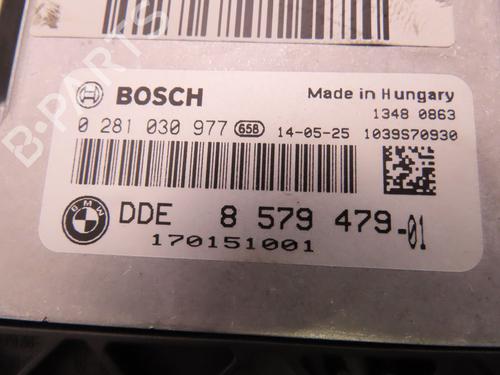 B-PARTS
BOSCH
Made in Hungary
1348 0863
0 281 030 977 658 14-05-25 1039S70930
BMW
DDE 8 579 479-01
170151001